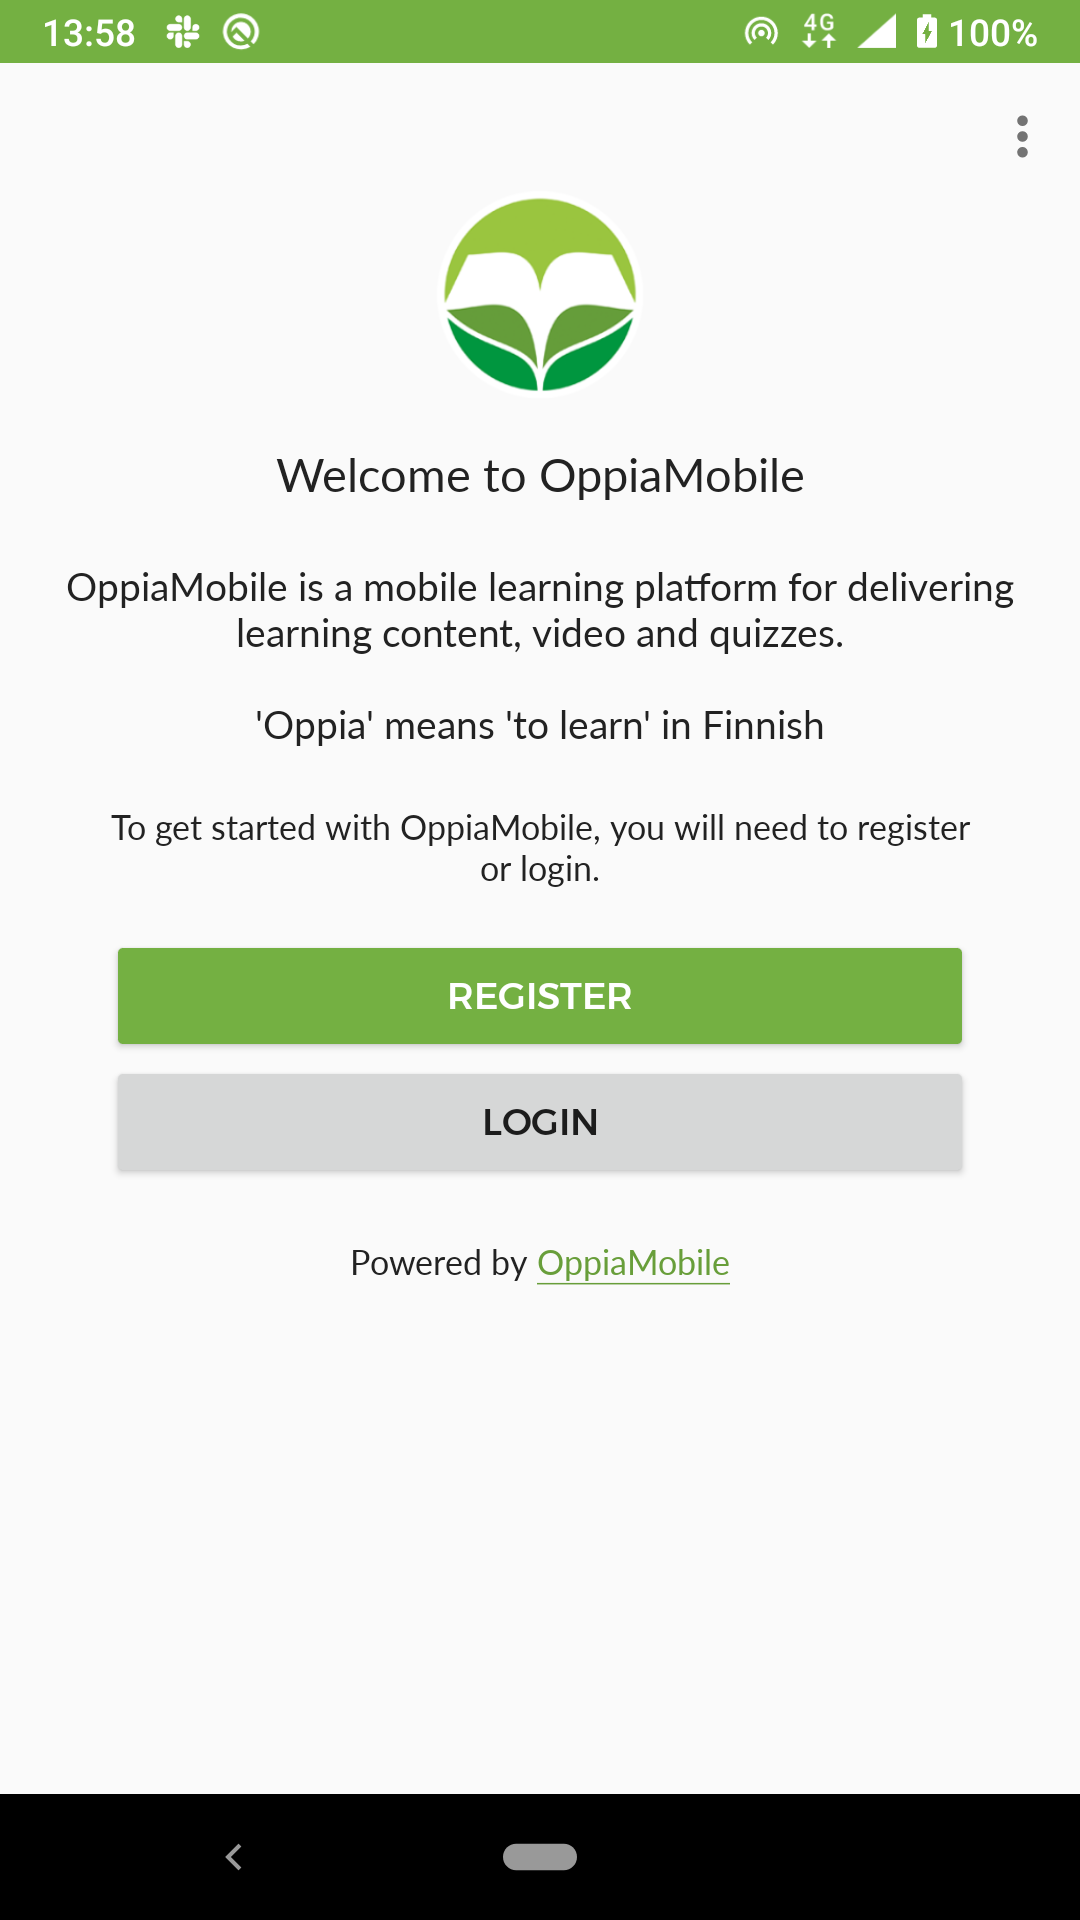 13:58 4G 100%
Welcome to OppiaMobile
OppiaMobile is a mobile learning platform for delivering
learning content, video and quizzes.
'Oppia' means 'to learn' in Finnish
To get started with OppiaMobile, you will need to register
or login.
REGISTER
LOGIN
Powered by OppiaMobile